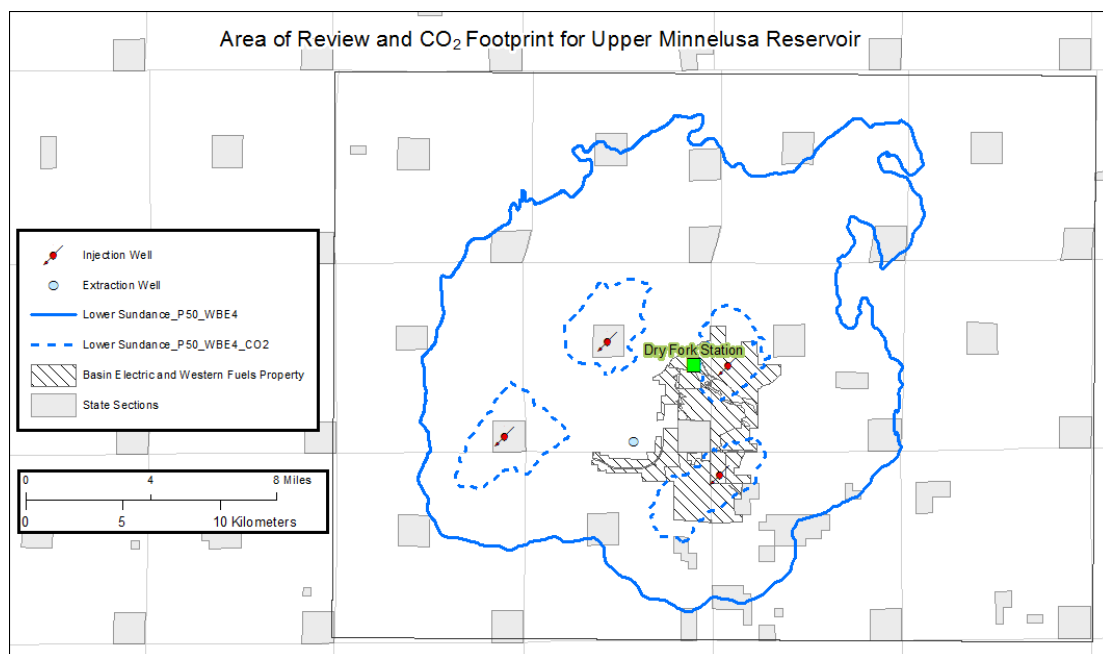 Area of Review and CO₂ Footprint for Upper Minnelusa Reservoir
Injection Well
Extraction Well
Lower Sundance_P50_WBE4
Lower Sundance_P50_WBE4_CO2
Basin Electric and Western Fuels Property
State Sections
0 4 8 Miles
0 5 10 Kilometers
Dry Fork Station